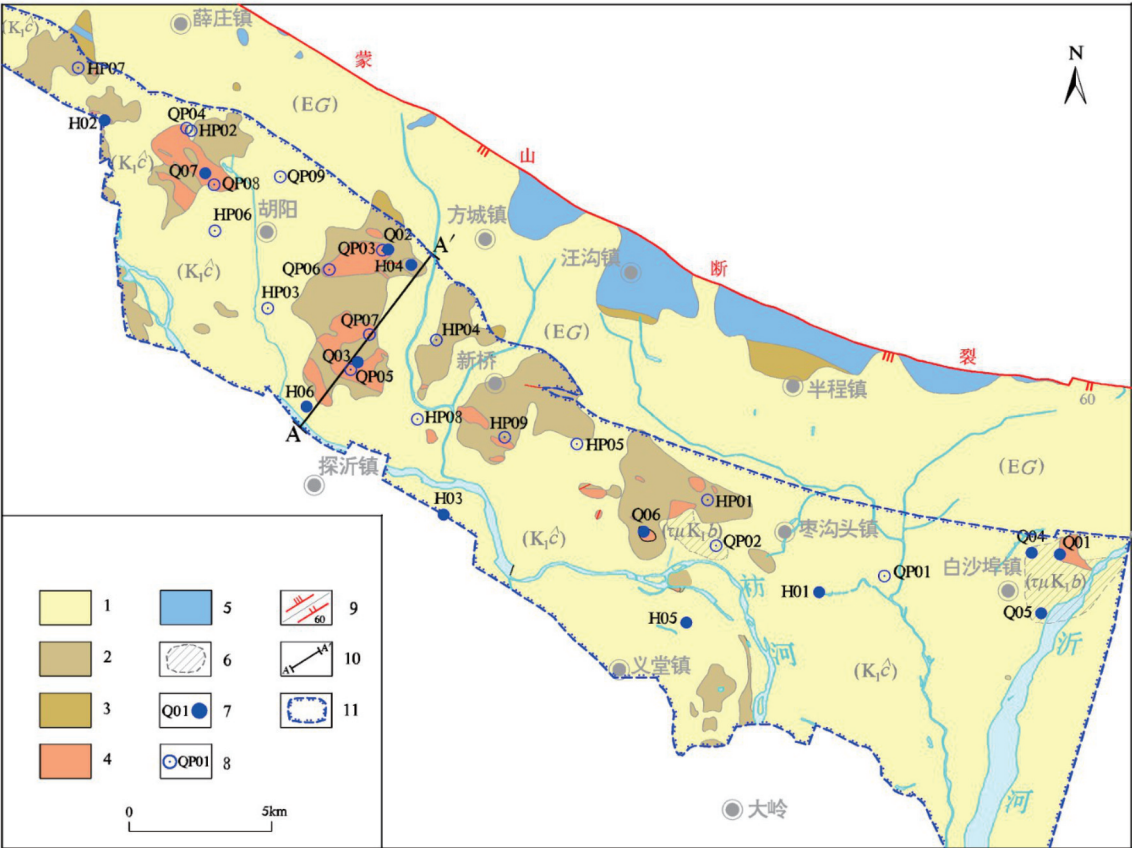 (K₁ĉ)
薛庄镇
蒙
N
HP07
(EG)
QP04
H02
HP02
(K₁ĉ)
山
Q07
QP08
QP09
HP06
胡阳
方城镇
Q02
A′
QP03
汪沟镇
(K₁ĉ)
QP06
H04
断
HP03
QP07
HP04
(EG)
新桥
Q03
QP05
裂
半程镇
60
H06
HP08
HP09
A
HP05
探沂镇
(EG)
H03
HP01
Q06
(τμK₁b)
枣沟头镇
(K₁ĉ)
QP02
Q04
Q01
白沙埠镇
QP01
(τμK₁b)
H01
祊
Q05
H05
沂
河
义堂镇
(K₁ĉ)
大岭
河
1
5
9
60
2
6
A
A′
10
3
Q01
7
11
4
QP01
8
0
5km